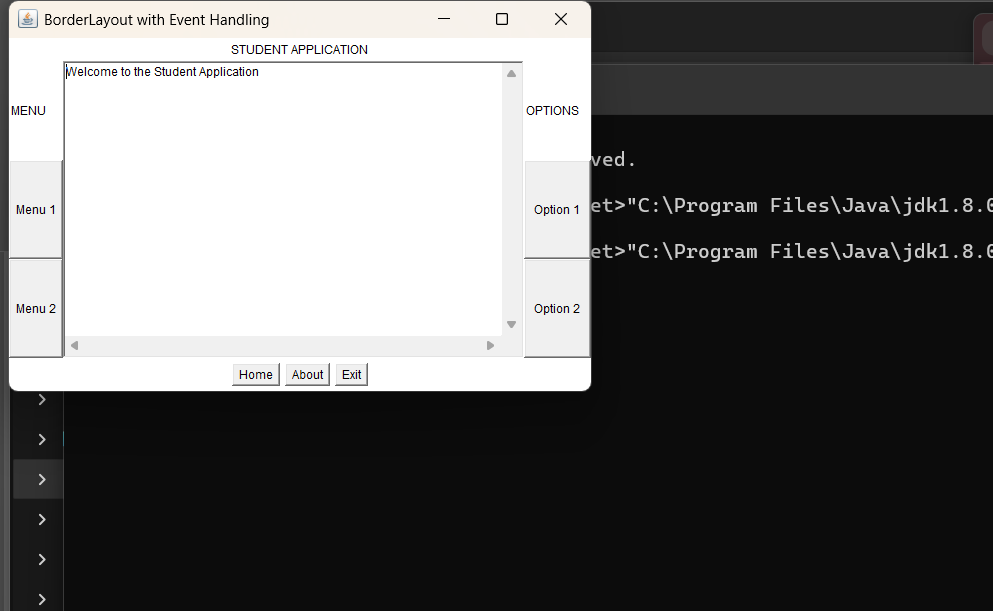 BorderLayout with Event Handling
STUDENT APPLICATION
Welcome to the Student Application
MENU
OPTIONS
Menu 1
Option 1
Menu 2
Option 2
Home About Exit
ved.
et>"C:\Program Files\Java\jdk1.8.0
et>"C:\Program Files\Java\jdk1.8.0